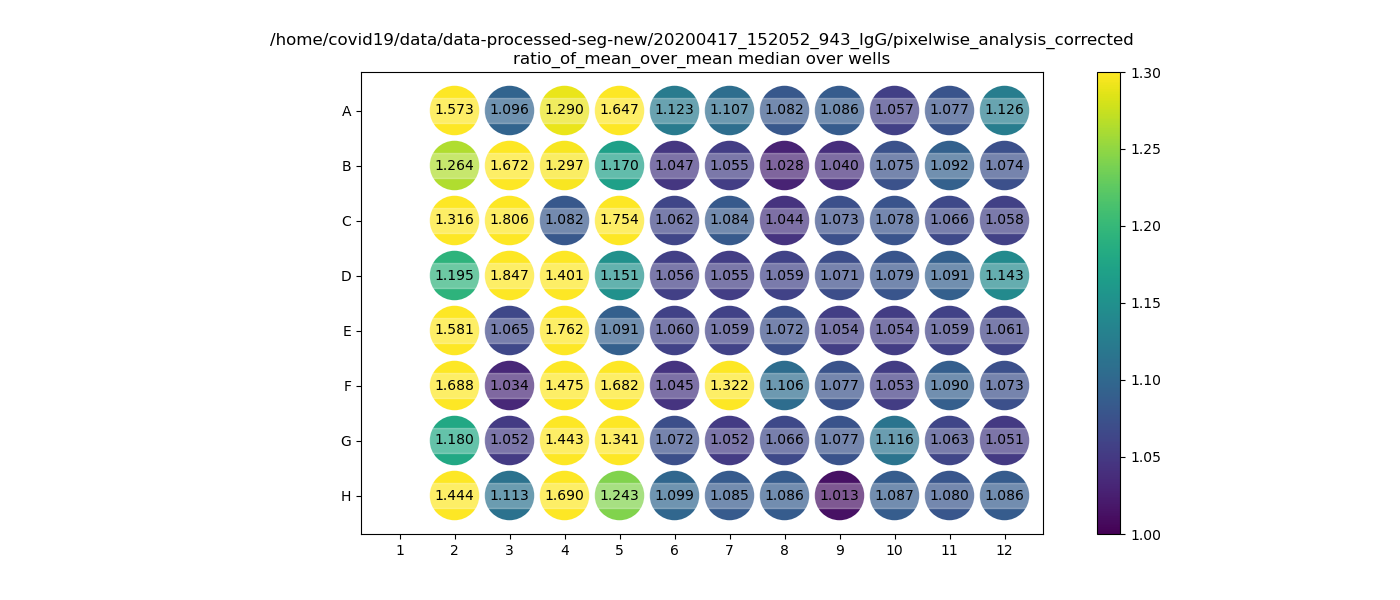 /home/covid19/data/data-processed-seg-new/20200417_152052_943_IgG/pixelwise_analysis_corrected
ratio_of_mean_over_mean median over wells
1.30
A 1.573 1.096 1.290 1.647 1.123 1.107 1.082 1.086 1.057 1.077 1.126
B 1.264 1.672 1.297 1.170 1.047 1.055 1.028 1.040 1.075 1.092 1.074
1.25
C 1.316 1.806 1.082 1.754 1.062 1.084 1.044 1.073 1.078 1.066 1.058
1.20
D 1.195 1.847 1.401 1.151 1.056 1.055 1.059 1.071 1.079 1.091 1.143
1.15
E 1.581 1.065 1.762 1.091 1.060 1.059 1.072 1.054 1.054 1.059 1.061
1.10
F 1.688 1.034 1.475 1.682 1.045 1.322 1.106 1.077 1.053 1.090 1.073
G 1.180 1.052 1.443 1.341 1.072 1.052 1.066 1.077 1.116 1.063 1.051
1.05
H 1.444 1.113 1.690 1.243 1.099 1.085 1.086 1.013 1.087 1.080 1.086
1.00
1 2 3 4 5 6 7 8 9 10 11 12